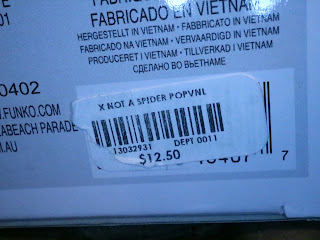 FABRICADO EN VIETNAM
01
HERGESTELLT IN VIETNAM • FABBRICATO IN VIETNAM
FABRICADO NA VIETNAM • VERVAARDIGD IN VIETNAM
PRODUCERET I VIETNAM • TILLVERKAD I VIETNAM
СДЕЛАНО ВО ВЬЕТНАМЕ
0402
.FUNKO.COM
ABEACH PARADE
.AU
X NOT A SPIDER POPVNL
13032931 DEPT 0011
$12.50
7